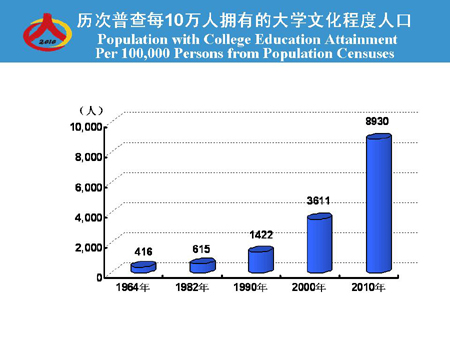 历次普查每10万人拥有的大学文化程度人口
Population with College Education Attainment
Per 100,000 Persons from Population Censuses
2010
（人）
10,000
8,000
6,000
4,000
2,000
0
416
615
1422
3611
8930
1964年 1982年 1990年 2000年 2010年